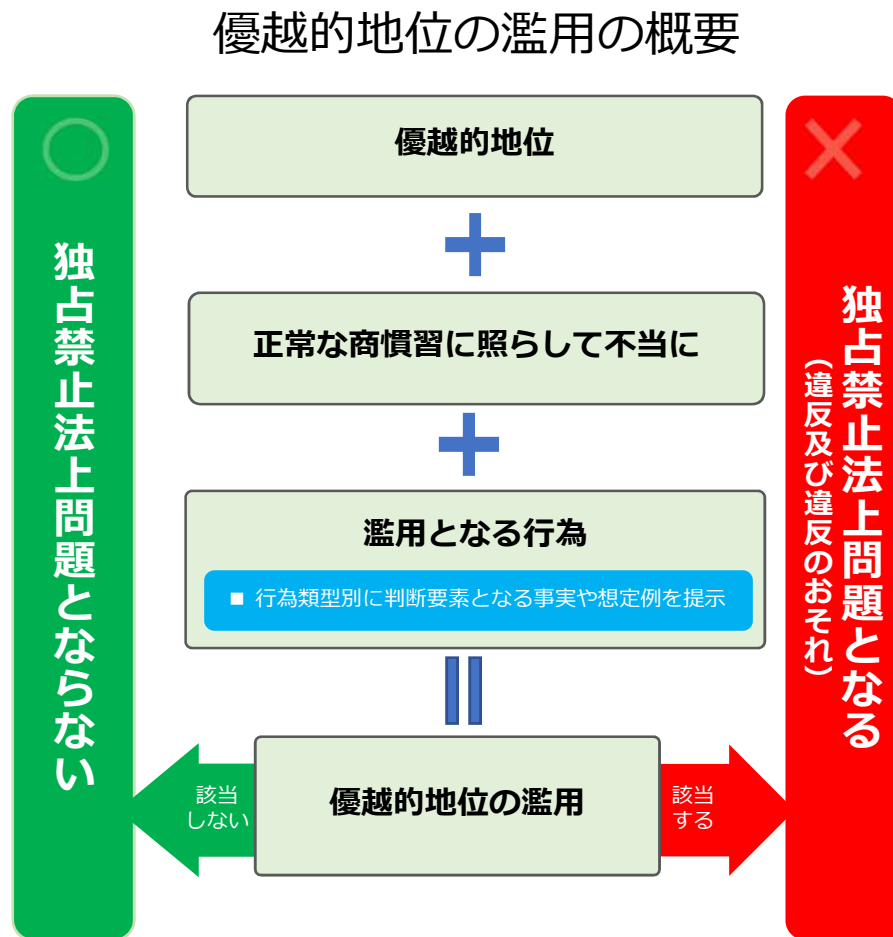 優越的地位の濫用の概要
独占禁止法上問題とならない
優越的地位
正常な商慣習に照らして不当に
濫用となる行為
■ 行為類型別に判断要素となる事実や想定例を提示
優越的地位の濫用
該当
しない
該当
する
独占禁止法上問題となる
(違反及び違反のおそれ)